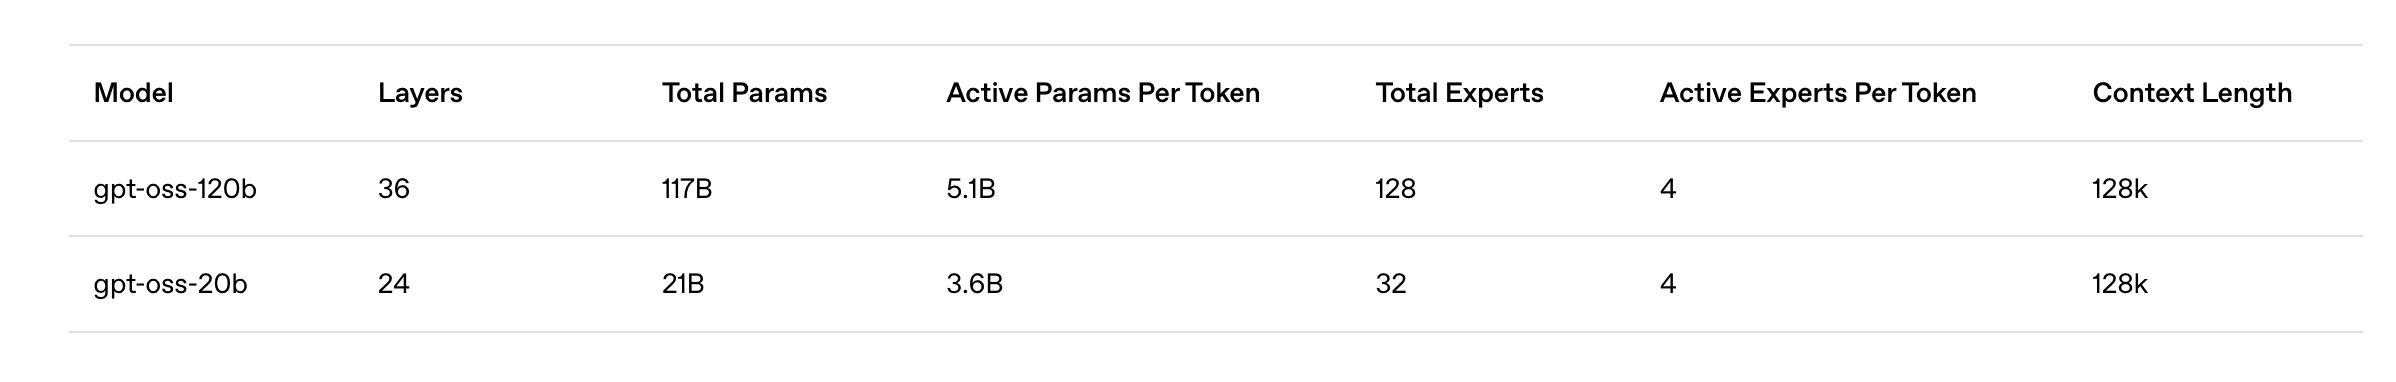 Model Layers Total Params Active Params Per Token Total Experts Active Experts Per Token Context Length
gpt-oss-120b 36 117B 5.1B 128 4 128k
gpt-oss-20b 24 21B 3.6B 32 4 128k